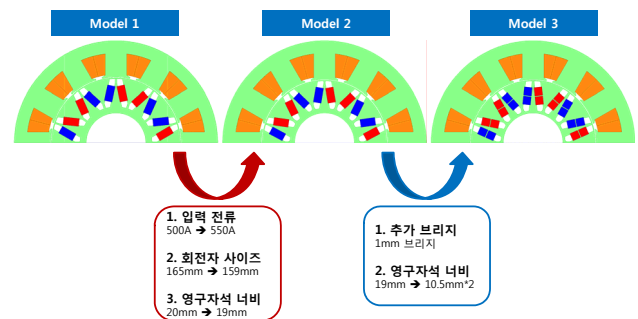 Model 1
Model 2
Model 3
1. 입력 전류
500A ➔ 550A
2. 회전자 사이즈
165mm ➔ 159mm
3. 영구자석 너비
20mm ➔ 19mm
1. 추가 브리지
1mm 브리지
2. 영구자석 너비
19mm ➔ 10.5mm*2